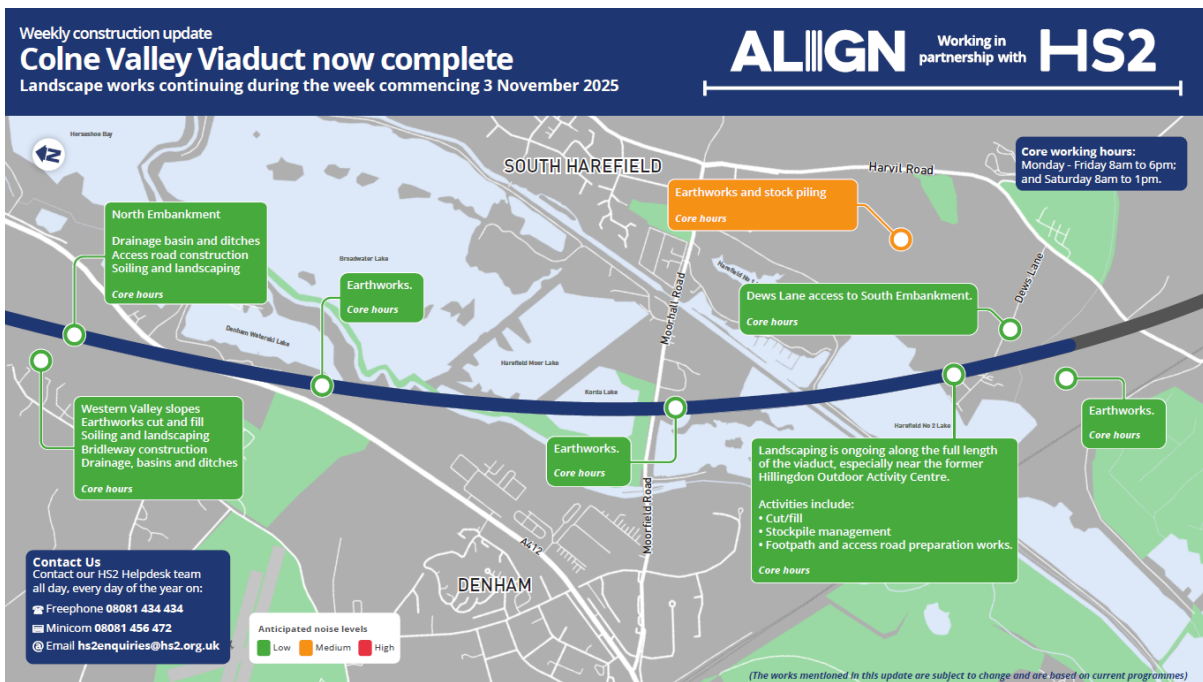 Weekly construction update
Colne Valley Viaduct now complete
Landscape works continuing during the week commencing 3 November 2025
ALIGN
Working in
partnership with
HS2
Horseshoe Bay
N
SOUTH HAREFIELD
Harvil Road
Core working hours:
Monday - Friday 8am to 6pm;
and Saturday 8am to 1pm.
North Embankment
Drainage basin and ditches
Access road construction
Soiling and landscaping
Core hours
Earthworks and stock piling
Core hours
Broadwater Lake
Earthworks.
Core hours
Harefield No 1
Moorhall Road
Dews Lane
Dews Lane access to South Embankment.
Core hours
Denham Waterski Lake
Harefield Moor Lake
Korda Lake
Western Valley slopes
Earthworks cut and fill
Soiling and landscaping
Bridleway construction
Drainage, basins and ditches
Core hours
Earthworks.
Core hours
Harefield No 2 Lake
Earthworks.
Core hours
Landscaping is ongoing along the full length
of the viaduct, especially near the former
Hillingdon Outdoor Activity Centre.
Activities include:
• Cut/fill
• Stockpile management
• Footpath and access road preparation works.
Core hours
Moorfield Road
A412
DENHAM
Contact Us
Contact our HS2 Helpdesk team
all day, every day of the year on:
Freephone 08081 434 434
Minicom 08081 456 472
@ Email hs2enquiries@hs2.org.uk
Anticipated noise levels
Low Medium High
(The works mentioned in this update are subject to change and are based on current programmes)